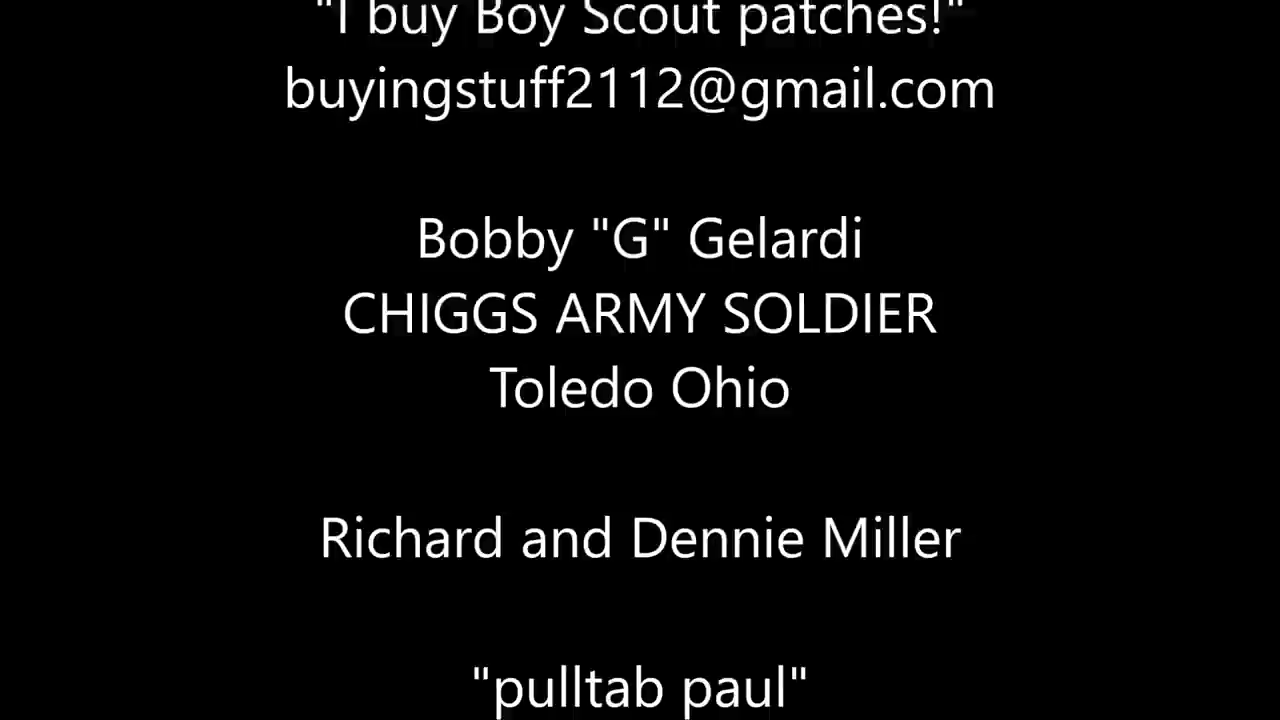 "I buy Boy Scout patches!"
buyingstuff2112@gmail.com
Bobby "G" Gelardi
CHIGGS ARMY SOLDIER
Toledo Ohio
Richard and Dennie Miller
"pulltab paul"